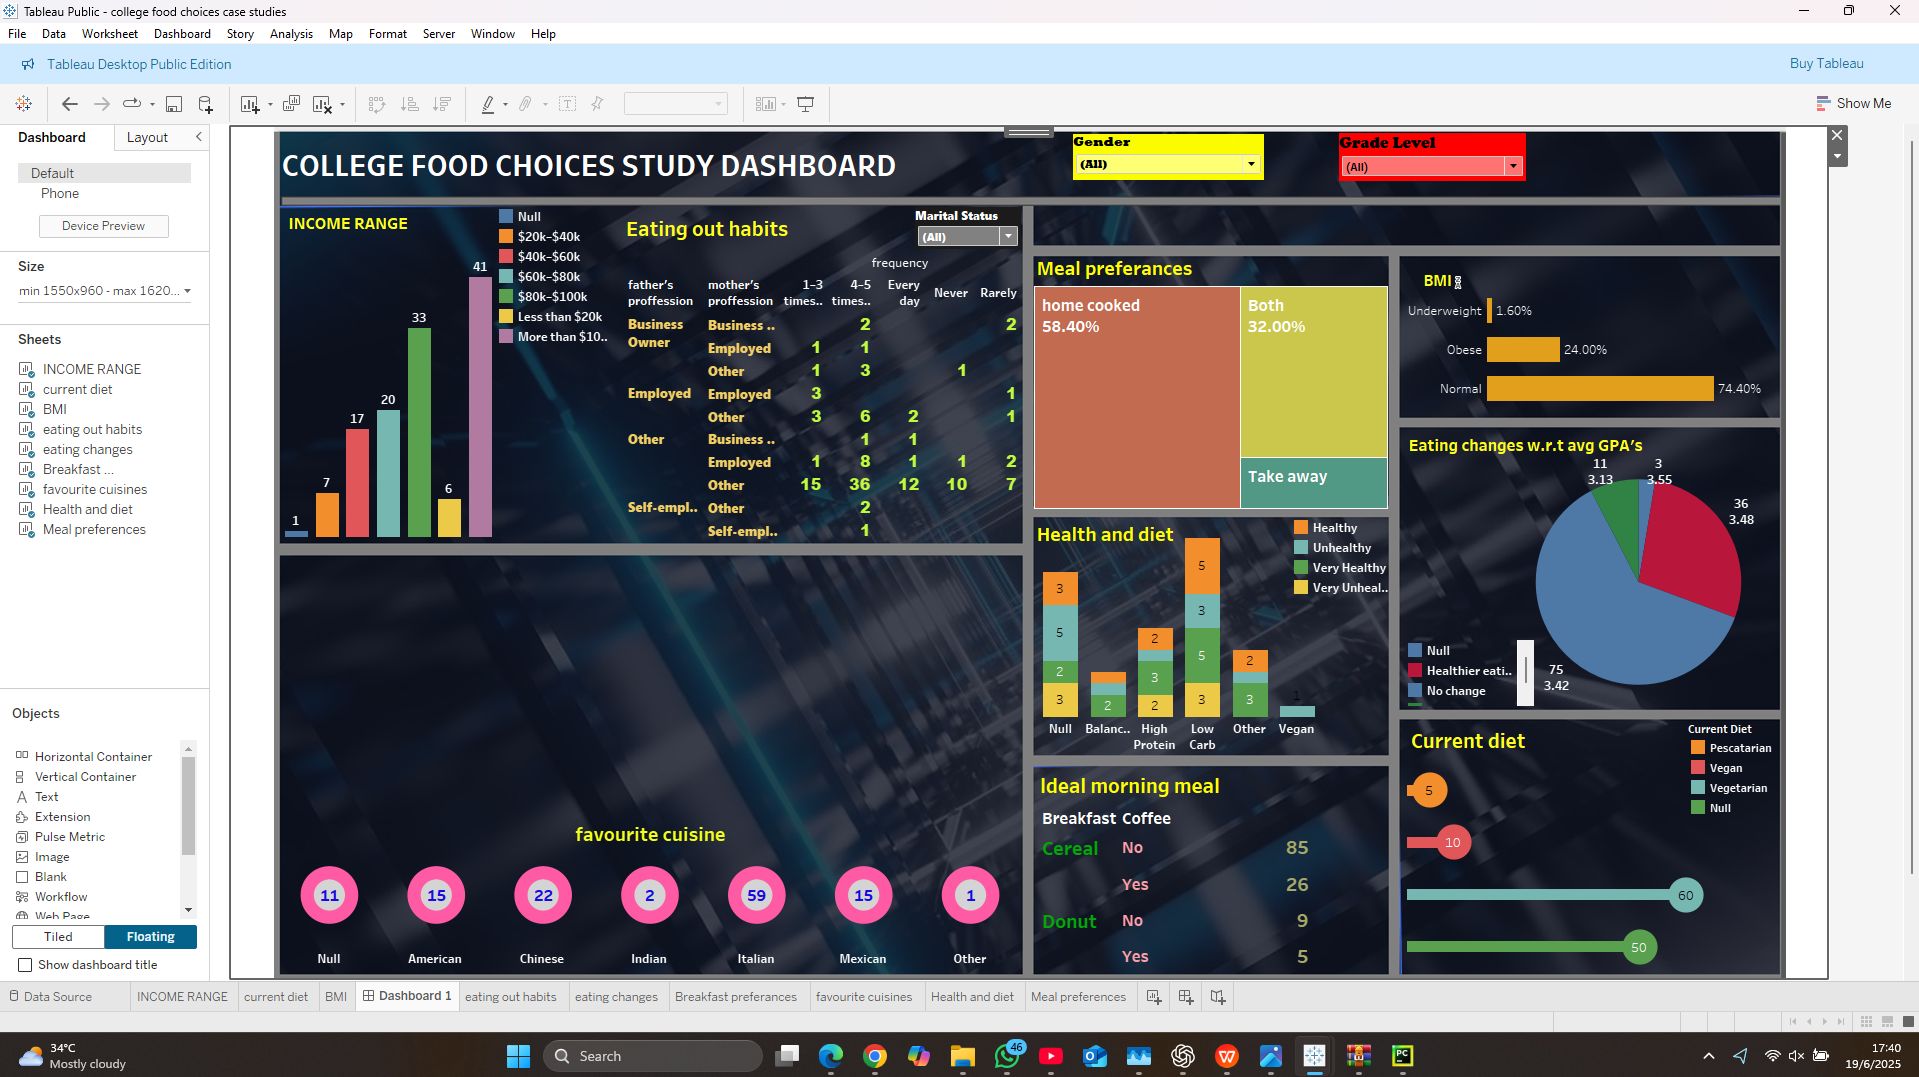 Tableau Public - college food choices case studies
File Data Worksheet Dashboard Story Analysis Map Format Server Window Help
Tableau Desktop Public Edition
Buy Tableau
Show Me
Dashboard Layout
Default
Phone
Device Preview
Size
min 1550x960 - max 1620...
Sheets
INCOME RANGE
current diet
BMI
eating out habits
eating changes
Breakfast ...
favourite cuisines
Health and diet
Meal preferences
Objects
Horizontal Container
Vertical Container
Text
Extension
Pulse Metric
Image
Blank
Workflow
Web Page
Tiled Floating
Show dashboard title
COLLEGE FOOD CHOICES STUDY DASHBOARD
Gender
(All)
Grade Level
(All)
INCOME RANGE
1
7
17
20
33
6
41
Null
$20k–$40k
$40k–$60k
$60k–$80k
$80k–$100k
Less than $20k
More than $10..
Eating out habits
Marital Status
(All)
frequency
father's proffession mother's proffession 1–3 times.. 4–5 times.. Every day Never Rarely
Business Owner Business .. 2 2
Employed 1 1
Other 1 3 1
Employed Employed 3 1
Other 3 6 2 1
Other Business .. 1 1
Employed 1 8 1 1 2
Other 15 36 12 10 7
Self-empl.. Other 2
Self-empl.. 1
favourite cuisine
11 15 22 2 59 15 1
Null American Chinese Indian Italian Mexican Other
Meal preferances
home cooked
58.40%
Both
32.00%
Take away
Health and diet
Healthy
Unhealthy
Very Healthy
Very Unheal..
3
5
2
3
2
2
3
2
5
3
5
3
2
3
1
Null Balanc.. High Protein Low Carb Other Vegan
Ideal morning meal
Breakfast Coffee
Cereal No 85
Yes 26
Donut No 9
Yes 5
BMI
Underweight 1.60%
Obese 24.00%
Normal 74.40%
Eating changes w.r.t avg GPA's
11
3.13
3
3.55
36
3.48
75
3.42
Null
Healthier eati..
No change
Current diet
Current Diet
Pescatarian
Vegan
Vegetarian
Null
5
10
60
50
Data Source INCOME RANGE current diet BMI Dashboard 1 eating out habits eating changes Breakfast preferances favourite cuisines Health and diet Meal preferences
34°C
Mostly cloudy
Search
46
17:40
19/6/2025